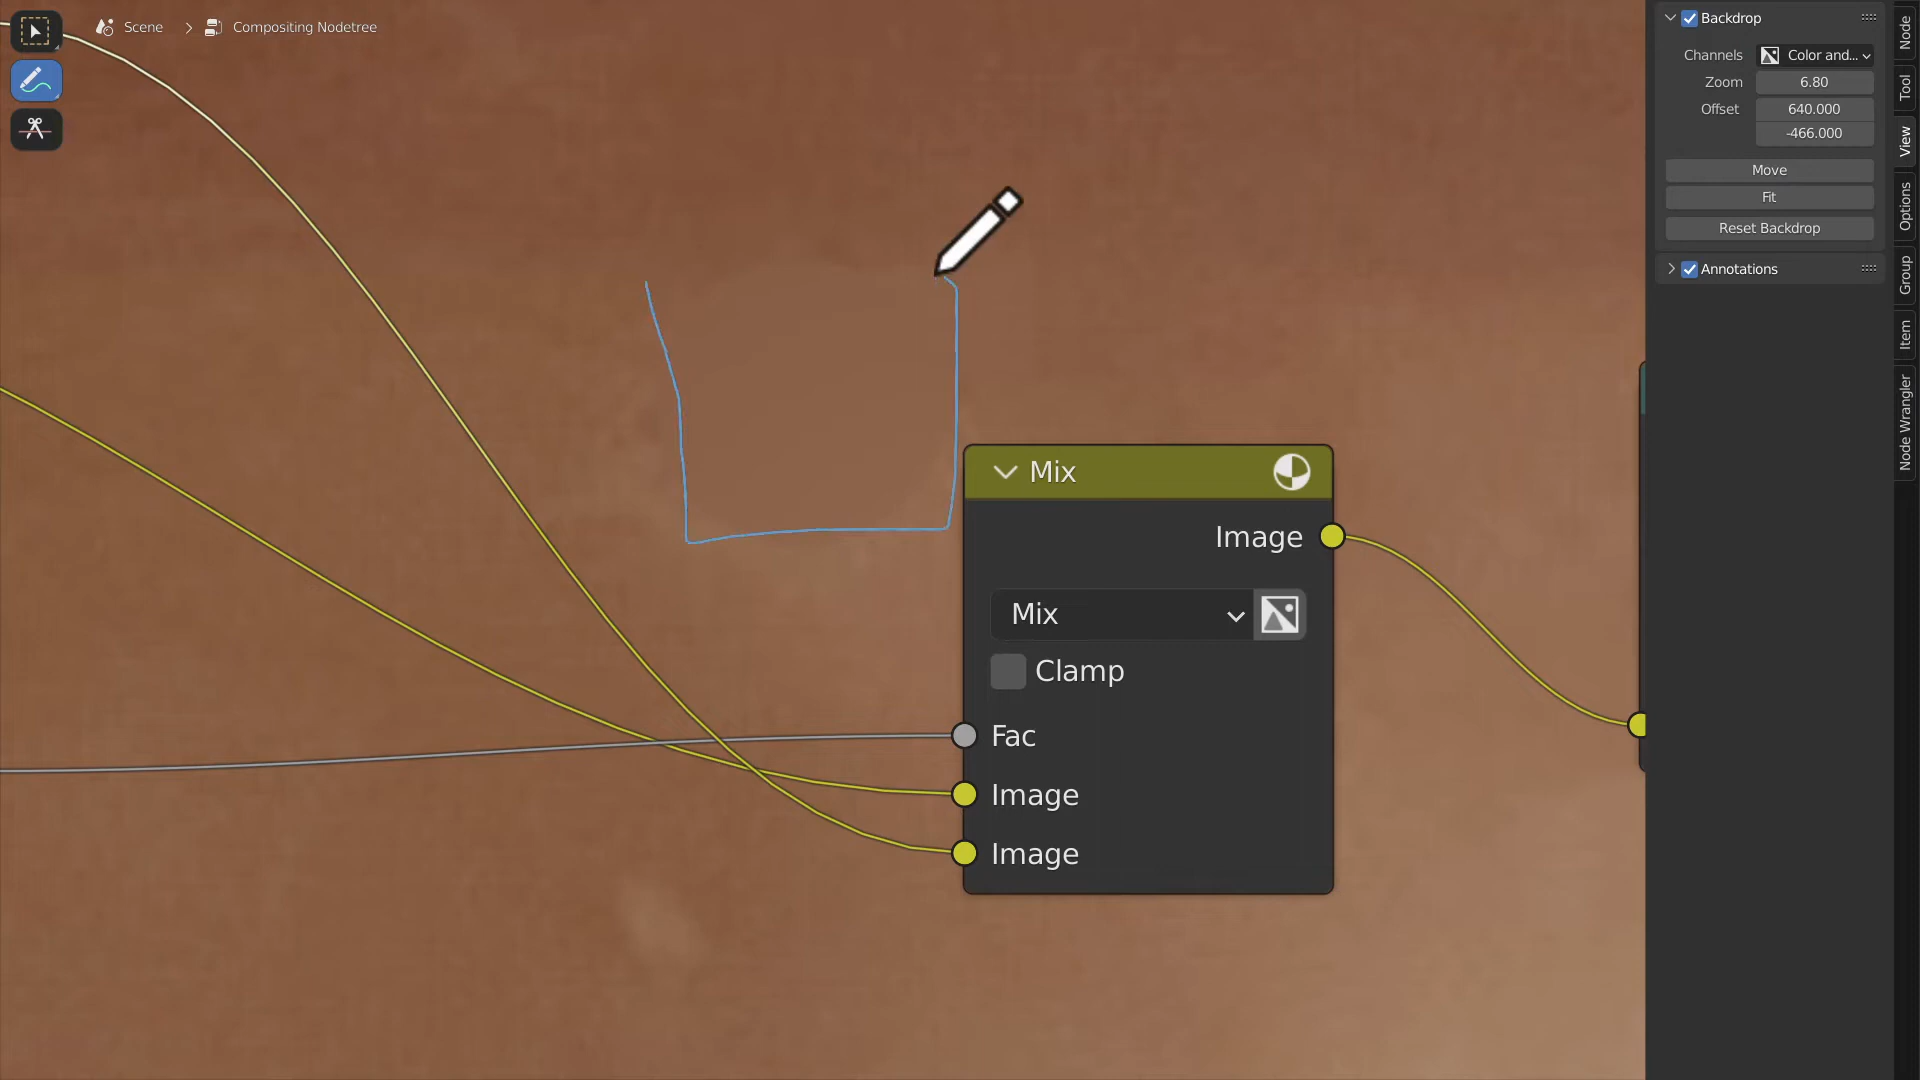 Scene > Compositing Nodetree
Backdrop
Channels Color and...
Zoom 6.80
Offset 640.000
-466.000
Move
Fit
Reset Backdrop
Annotations
Node
Tool
View
Options
Group
Item
Node Wrangler
Mix
Image
Mix
Clamp
Fac
Image
Image